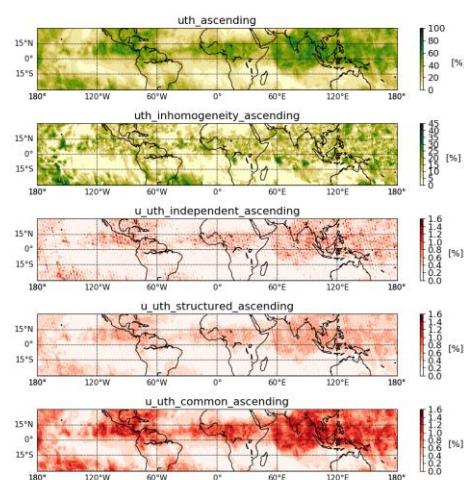 uth_ascending
100
80
60
40
20
0
[%]
15°N
0°
15°S
180° 120°W 60°W 0° 60°E 120°E 180°
uth_inhomogeneity_ascending
45
40
35
30
25
20
15
10
5
0
[%]
15°N
0°
15°S
180° 120°W 60°W 0° 60°E 120°E 180°
u_uth_independent_ascending
1.6
1.4
1.2
1.0
0.8
0.6
0.4
0.2
0.0
[%]
15°N
0°
15°S
180° 120°W 60°W 0° 60°E 120°E 180°
u_uth_structured_ascending
1.6
1.4
1.2
1.0
0.8
0.6
0.4
0.2
0.0
[%]
15°N
0°
15°S
180° 120°W 60°W 0° 60°E 120°E 180°
u_uth_common_ascending
1.6
1.4
1.2
1.0
0.8
0.6
0.4
0.2
0.0
[%]
15°N
0°
15°S
180° 120°W 60°W 0° 60°E 120°E 180°